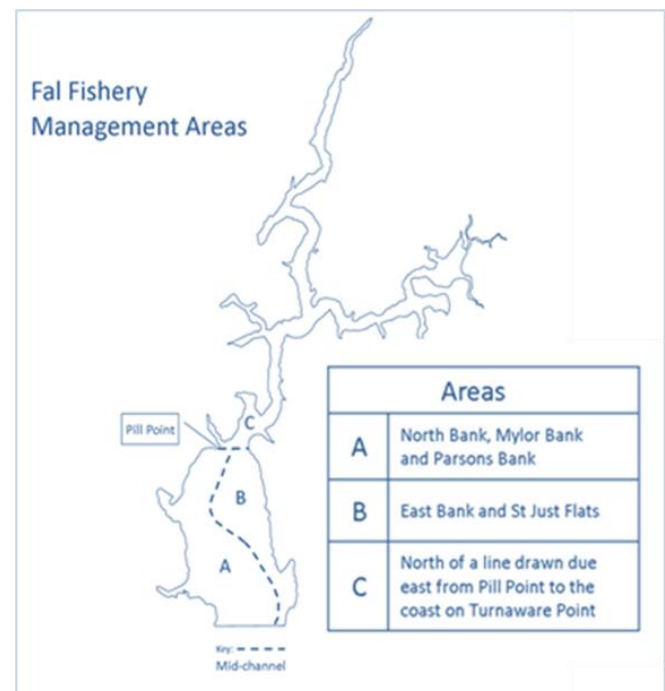 Fal Fishery
Management Areas
C
Pill Point
B
A
Key:
Mid-channel
Areas
A
North Bank, Mylor Bank
and Parsons Bank
B
East Bank and St Just Flats
C
North of a line drawn due
east from Pill Point to the
coast on Turnaware Point